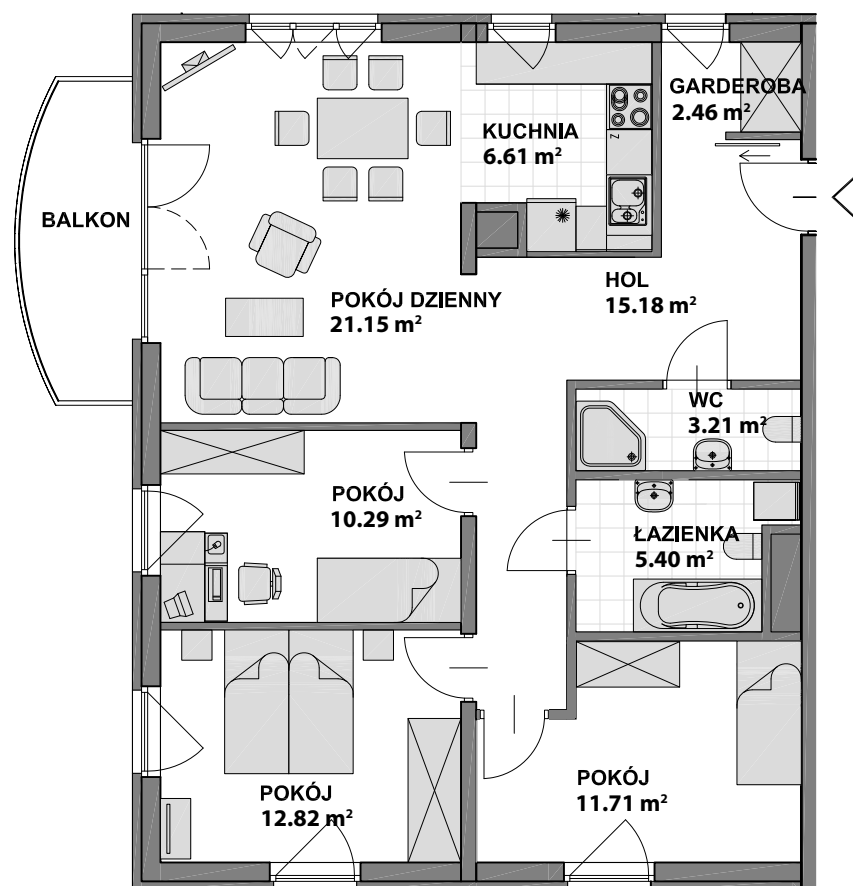 GARDEROBA
2.46 m²
KUCHNIA
6.61 m²
Z
BALKON
HOL
15.18 m²
POKÓJ DZIENNY
21.15 m²
WC
3.21 m²
POKÓJ
10.29 m²
ŁAZIENKA
5.40 m²
POKÓJ
12.82 m²
POKÓJ
11.71 m²